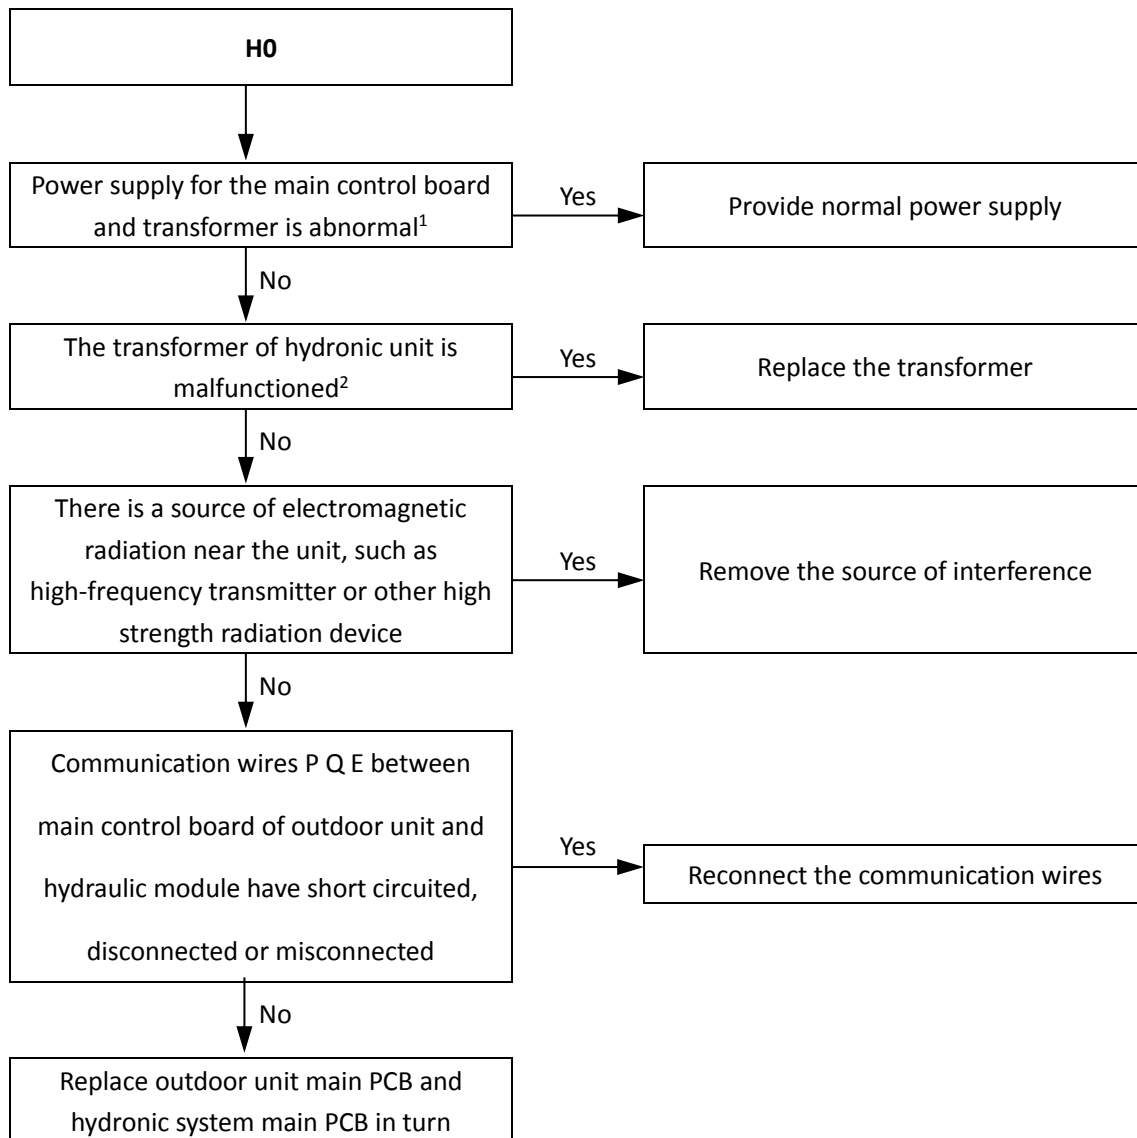 H0
Power supply for the main control board
and transformer is abnormal¹
Yes
Provide normal power supply
No
The transformer of hydronic unit is
malfunctioned²
Yes
Replace the transformer
No
There is a source of electromagnetic
radiation near the unit, such as
high-frequency transmitter or other high
strength radiation device
Yes
Remove the source of interference
No
Communication wires P Q E between
main control board of outdoor unit and
hydraulic module have short circuited,
disconnected or misconnected
Yes
Reconnect the communication wires
No
Replace outdoor unit main PCB and
hydronic system main PCB in turn